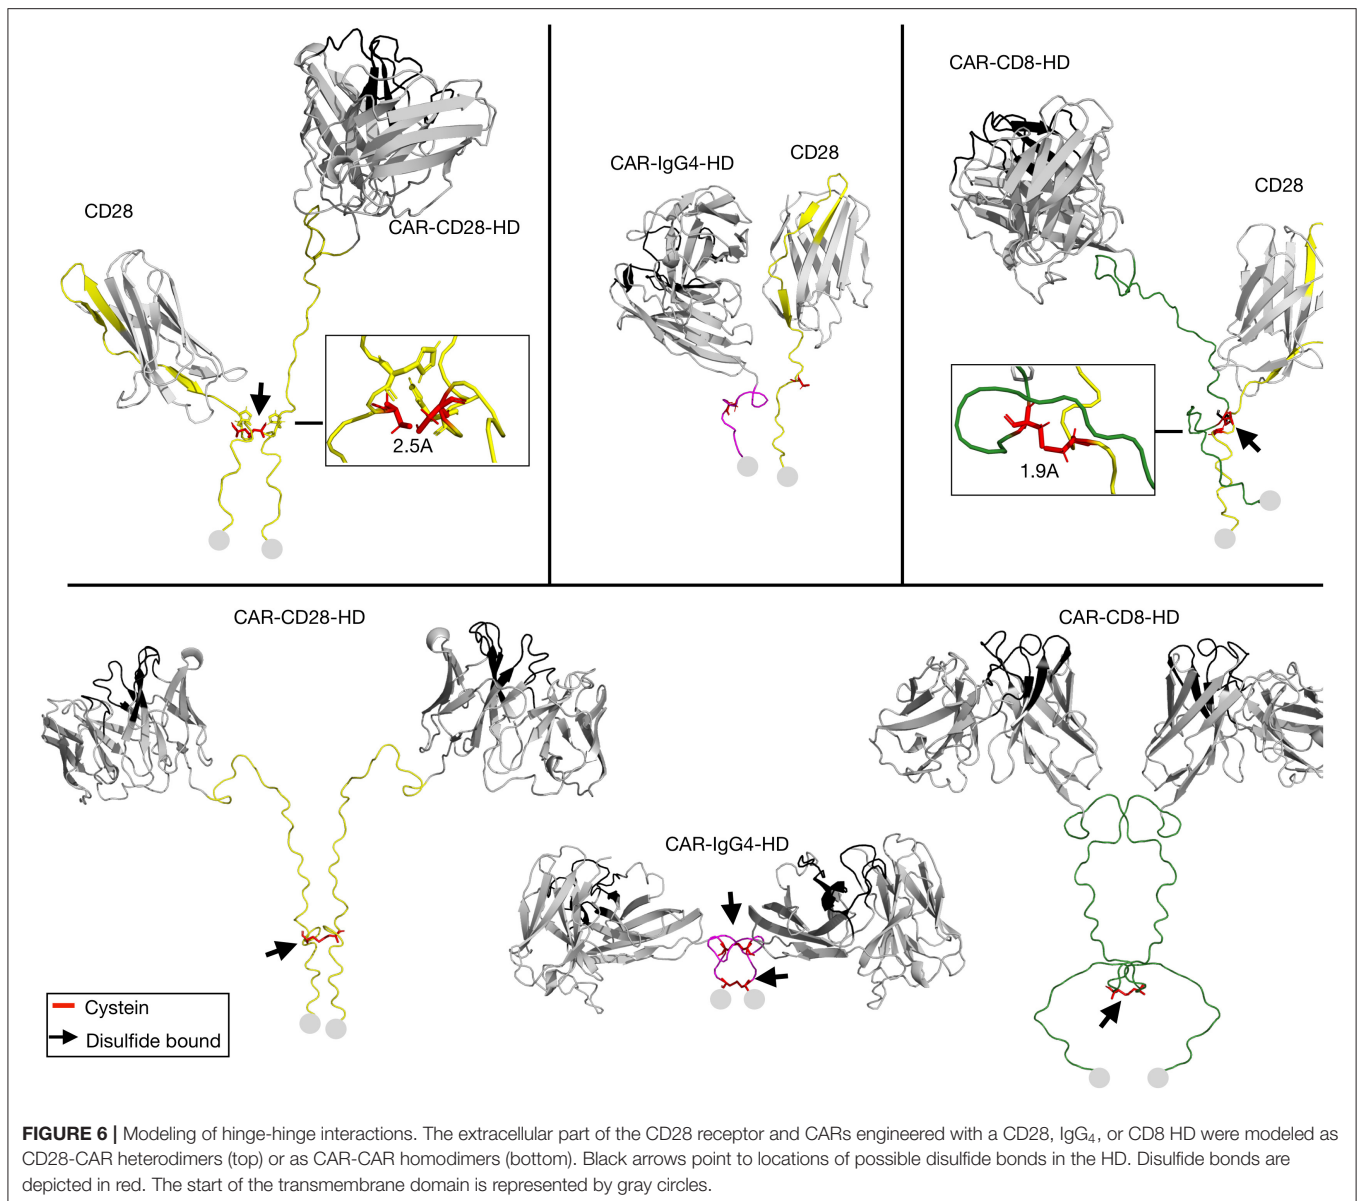 CAR-CD8-HD
CAR-IgG4-HD
CD28
CD28
CD28
CAR-CD28-HD
2.5A
1.9A
CAR-CD28-HD
CAR-CD8-HD
CAR-IgG4-HD
Cystein
Disulfide bound
FIGURE 6 | Modeling of hinge-hinge interactions. The extracellular part of the CD28 receptor and CARs engineered with a CD28, IgG4, or CD8 HD were modeled as
CD28-CAR heterodimers (top) or as CAR-CAR homodimers (bottom). Black arrows point to locations of possible disulfide bonds in the HD. Disulfide bonds are
depicted in red. The start of the transmembrane domain is represented by gray circles.